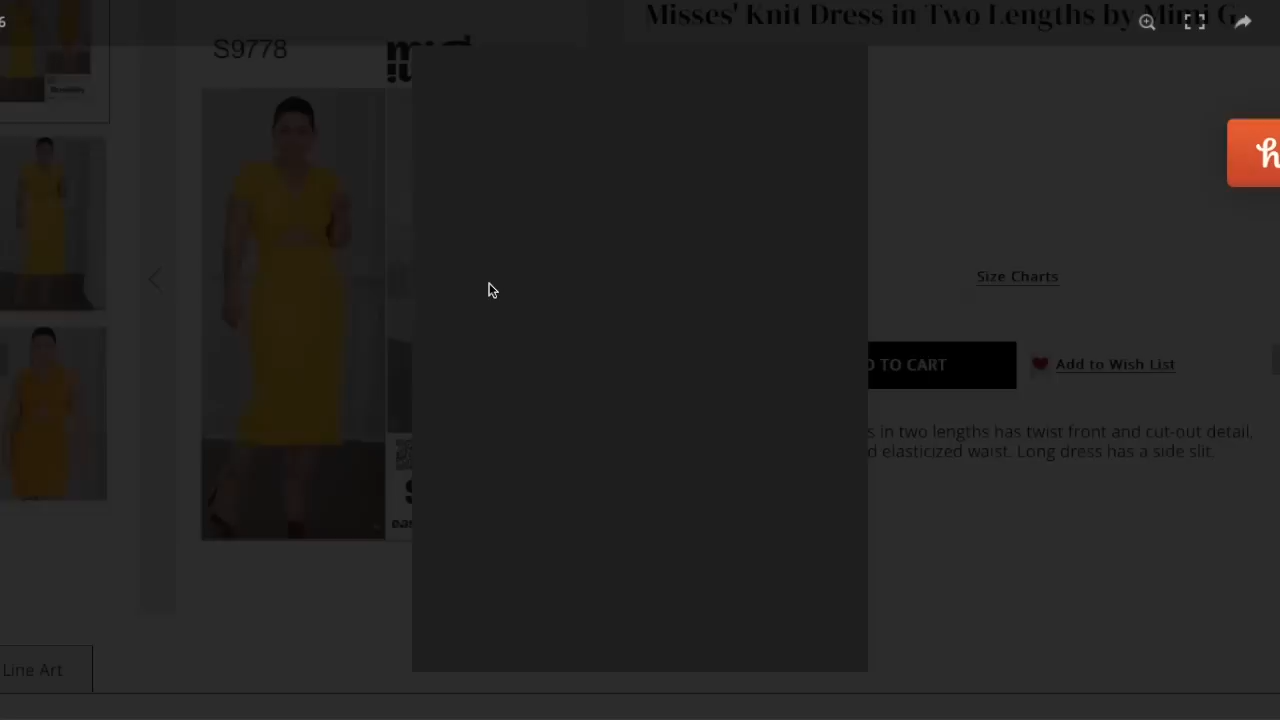 6
Misses' Knit Dress in Two Lengths by Mimi G
S9778
Size Charts
TO CART
Add to Wish List
in two lengths has twist front and cut-out detail,
elasticized waist. Long dress has a side slit.
Line Art